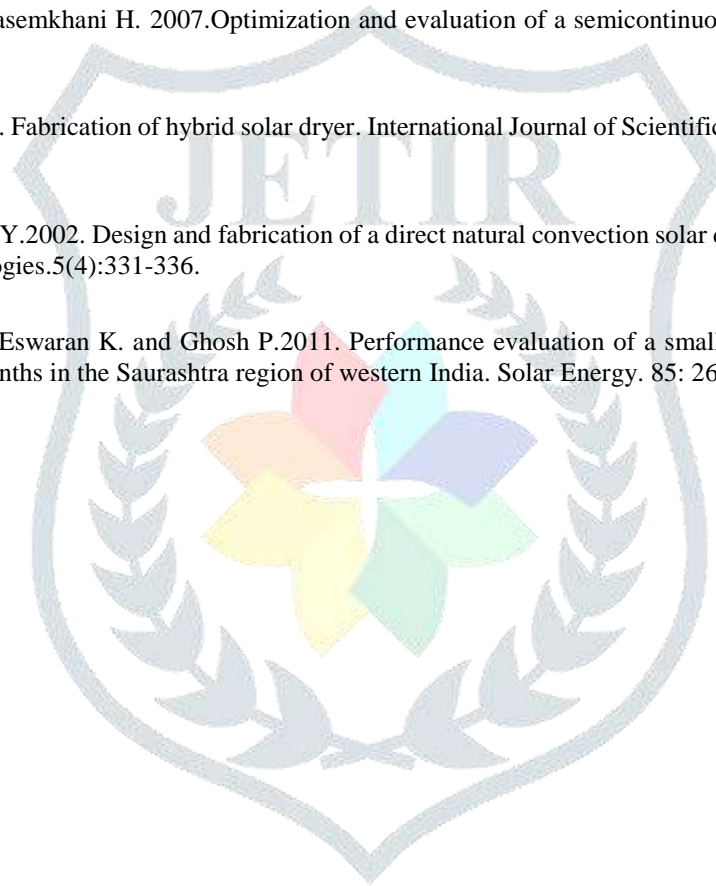 asemkhani H. 2007.Optimization and evaluation of a semicontinuo
. Fabrication of hybrid solar dryer. International Journal of Scientific
JETIR
Y.2002. Design and fabrication of a direct natural convection solar
ogies.5(4):331-336.
Eswaran K. and Ghosh P.2011. Performance evaluation of a small
nths in the Saurashtra region of western India. Solar Energy. 85: 26